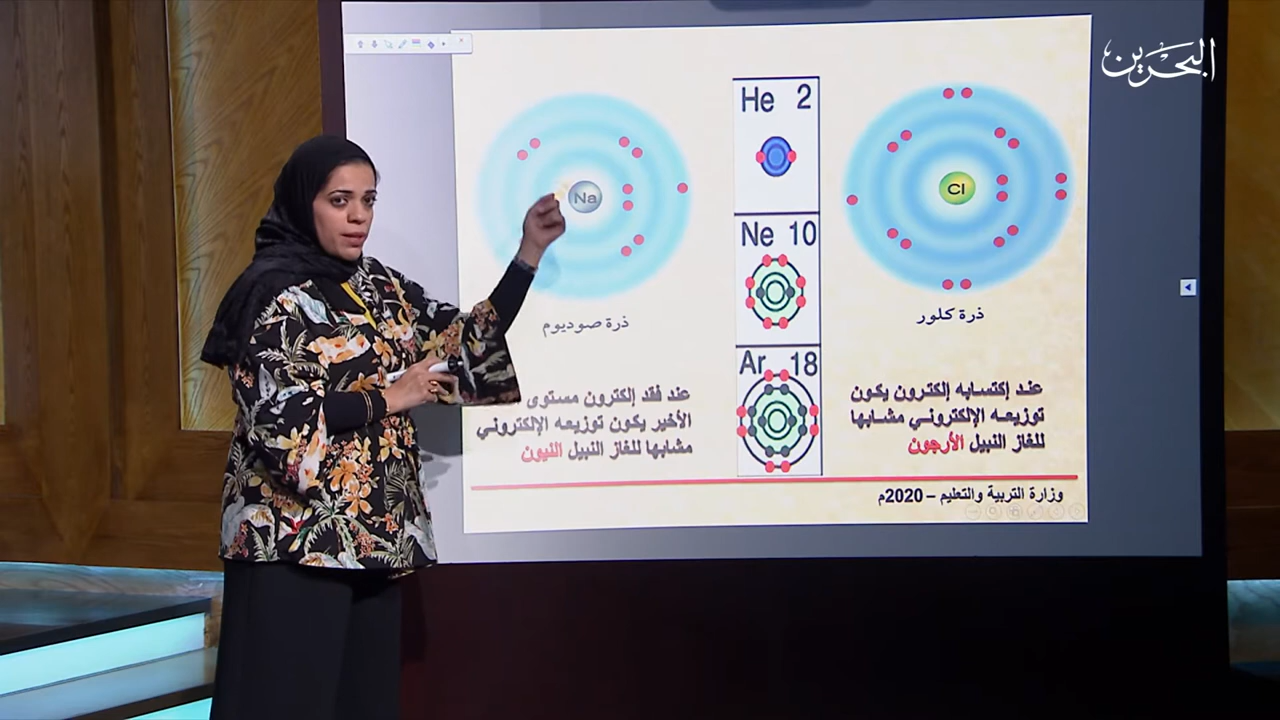 البحرين
Cl
ذرة كلور
عند إكتسابه إلكترون يكون
توزيعه الإلكتروني مشابها
للغاز النبيل الأرجون
He 2
Ne 10
Ar 18
Na
ذرة صوديوم
عند فقد إلكترون مستوى
الأخير يكون توزيعه الإلكتروني
مشابها للغاز النبيل النيون
وزارة التربية والتعليم – 2020م